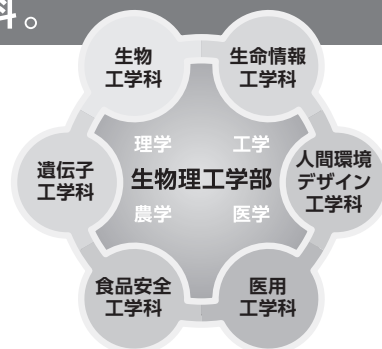 科。
生物
工学科
生命情報
工学科
理学
工学
遺伝子
工学科
生物理工学部
人間環境
デザイン
工学科
農学
医学
食品安全
工学科
医用
工学科